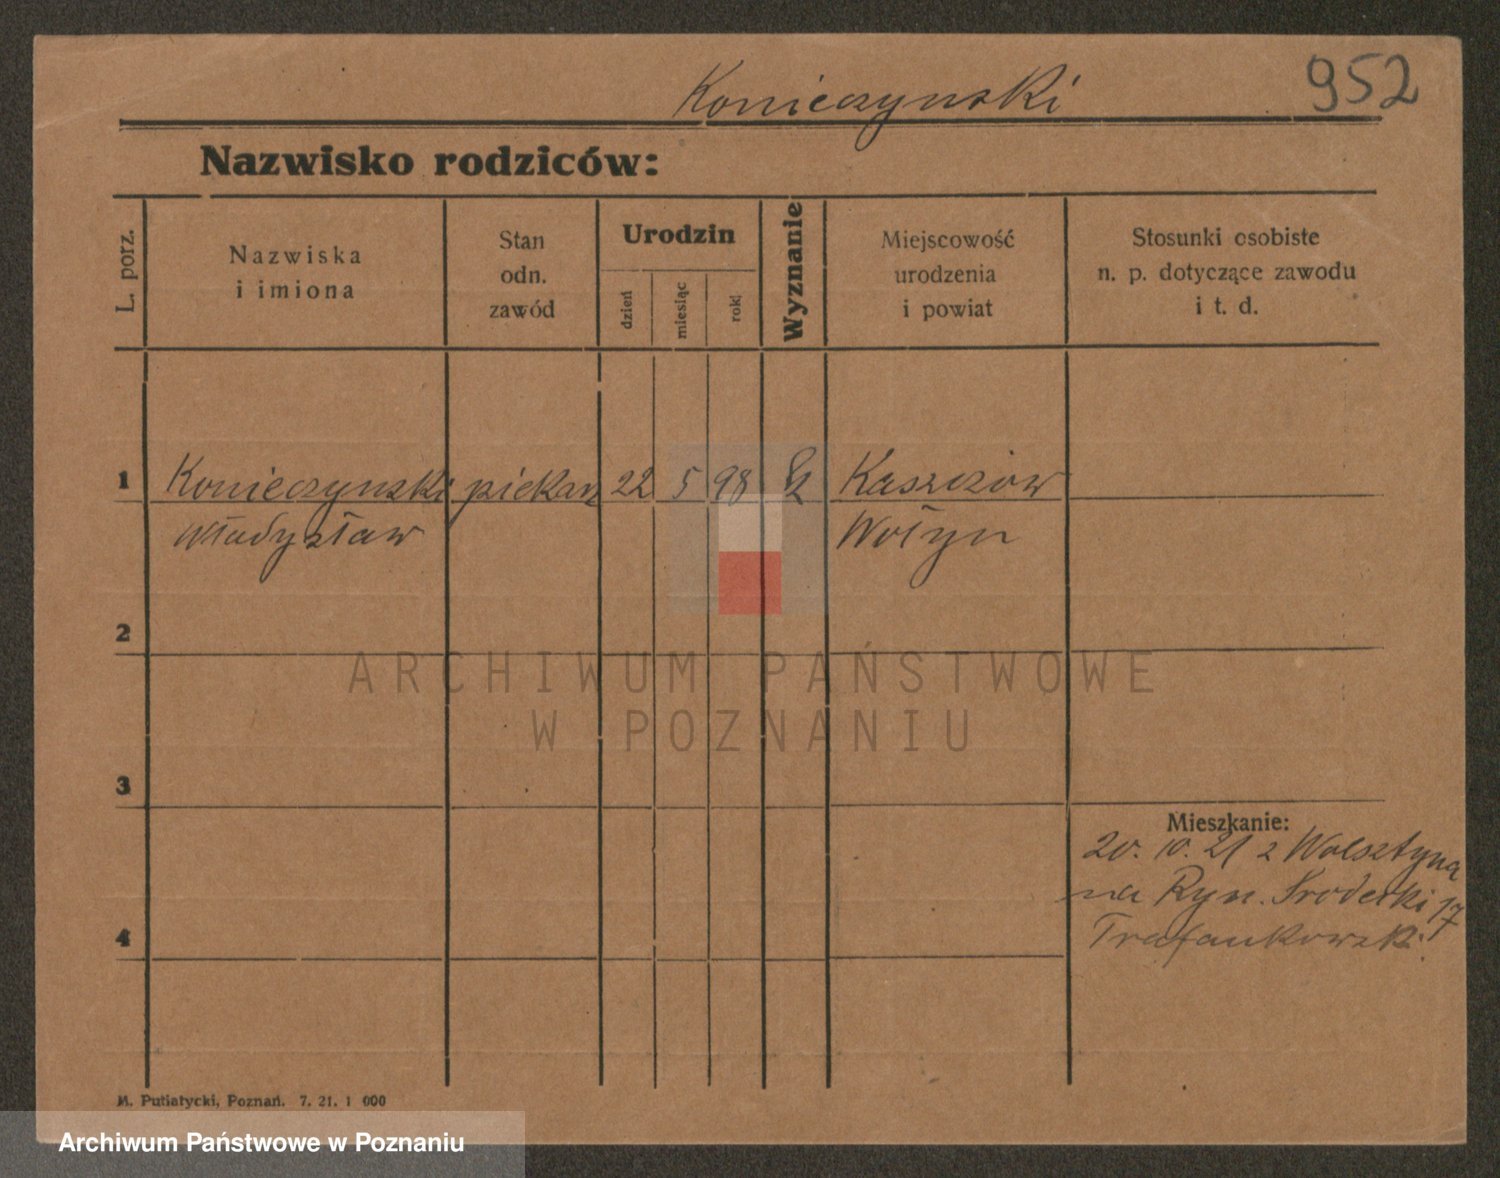 Konieczynski 952
Nazwisko rodziców:
L. porz.
Nazwiska
i imiona
Stan
odn.
zawód
Urodzin
dzień
miesiąc
rok
Wyznanie
Miejscowość
urodzenia
i powiat
Stosunki osobiste
n. p. dotyczące zawodu
i t. d.
1 Konieczynski piekarz 22 5 98 Kaszczów
Władysław Wołyn
2
ARCHIWUM PAŃSTWOWE
W POZNANIU
3
Mieszkanie:
20. 10. 21 z Wolsztyna
na Ryn. Srodecki 17
4
M. Putiatycki, Poznań. 7. 21. 1 000
Archiwum Państwowe w Poznaniu